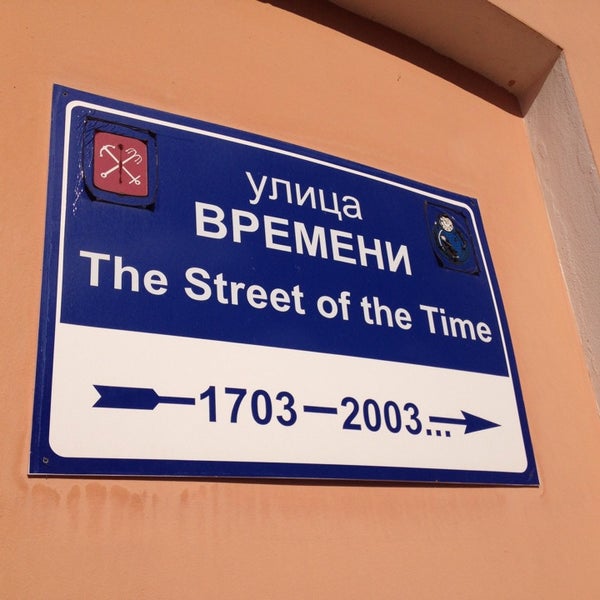 улица
ВРЕМЕНИ
The Street of the Time
1703 — 2003...